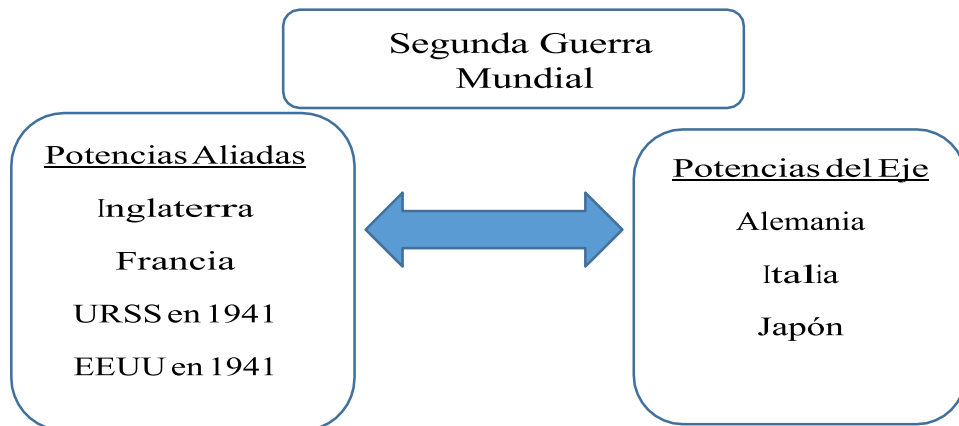 Segunda Guerra
Mundial
Potencias Aliadas
Inglaterra
Francia
URSS en 1941
EEUU en 1941
Potencias del Eje
Alemania
Italia
Japón